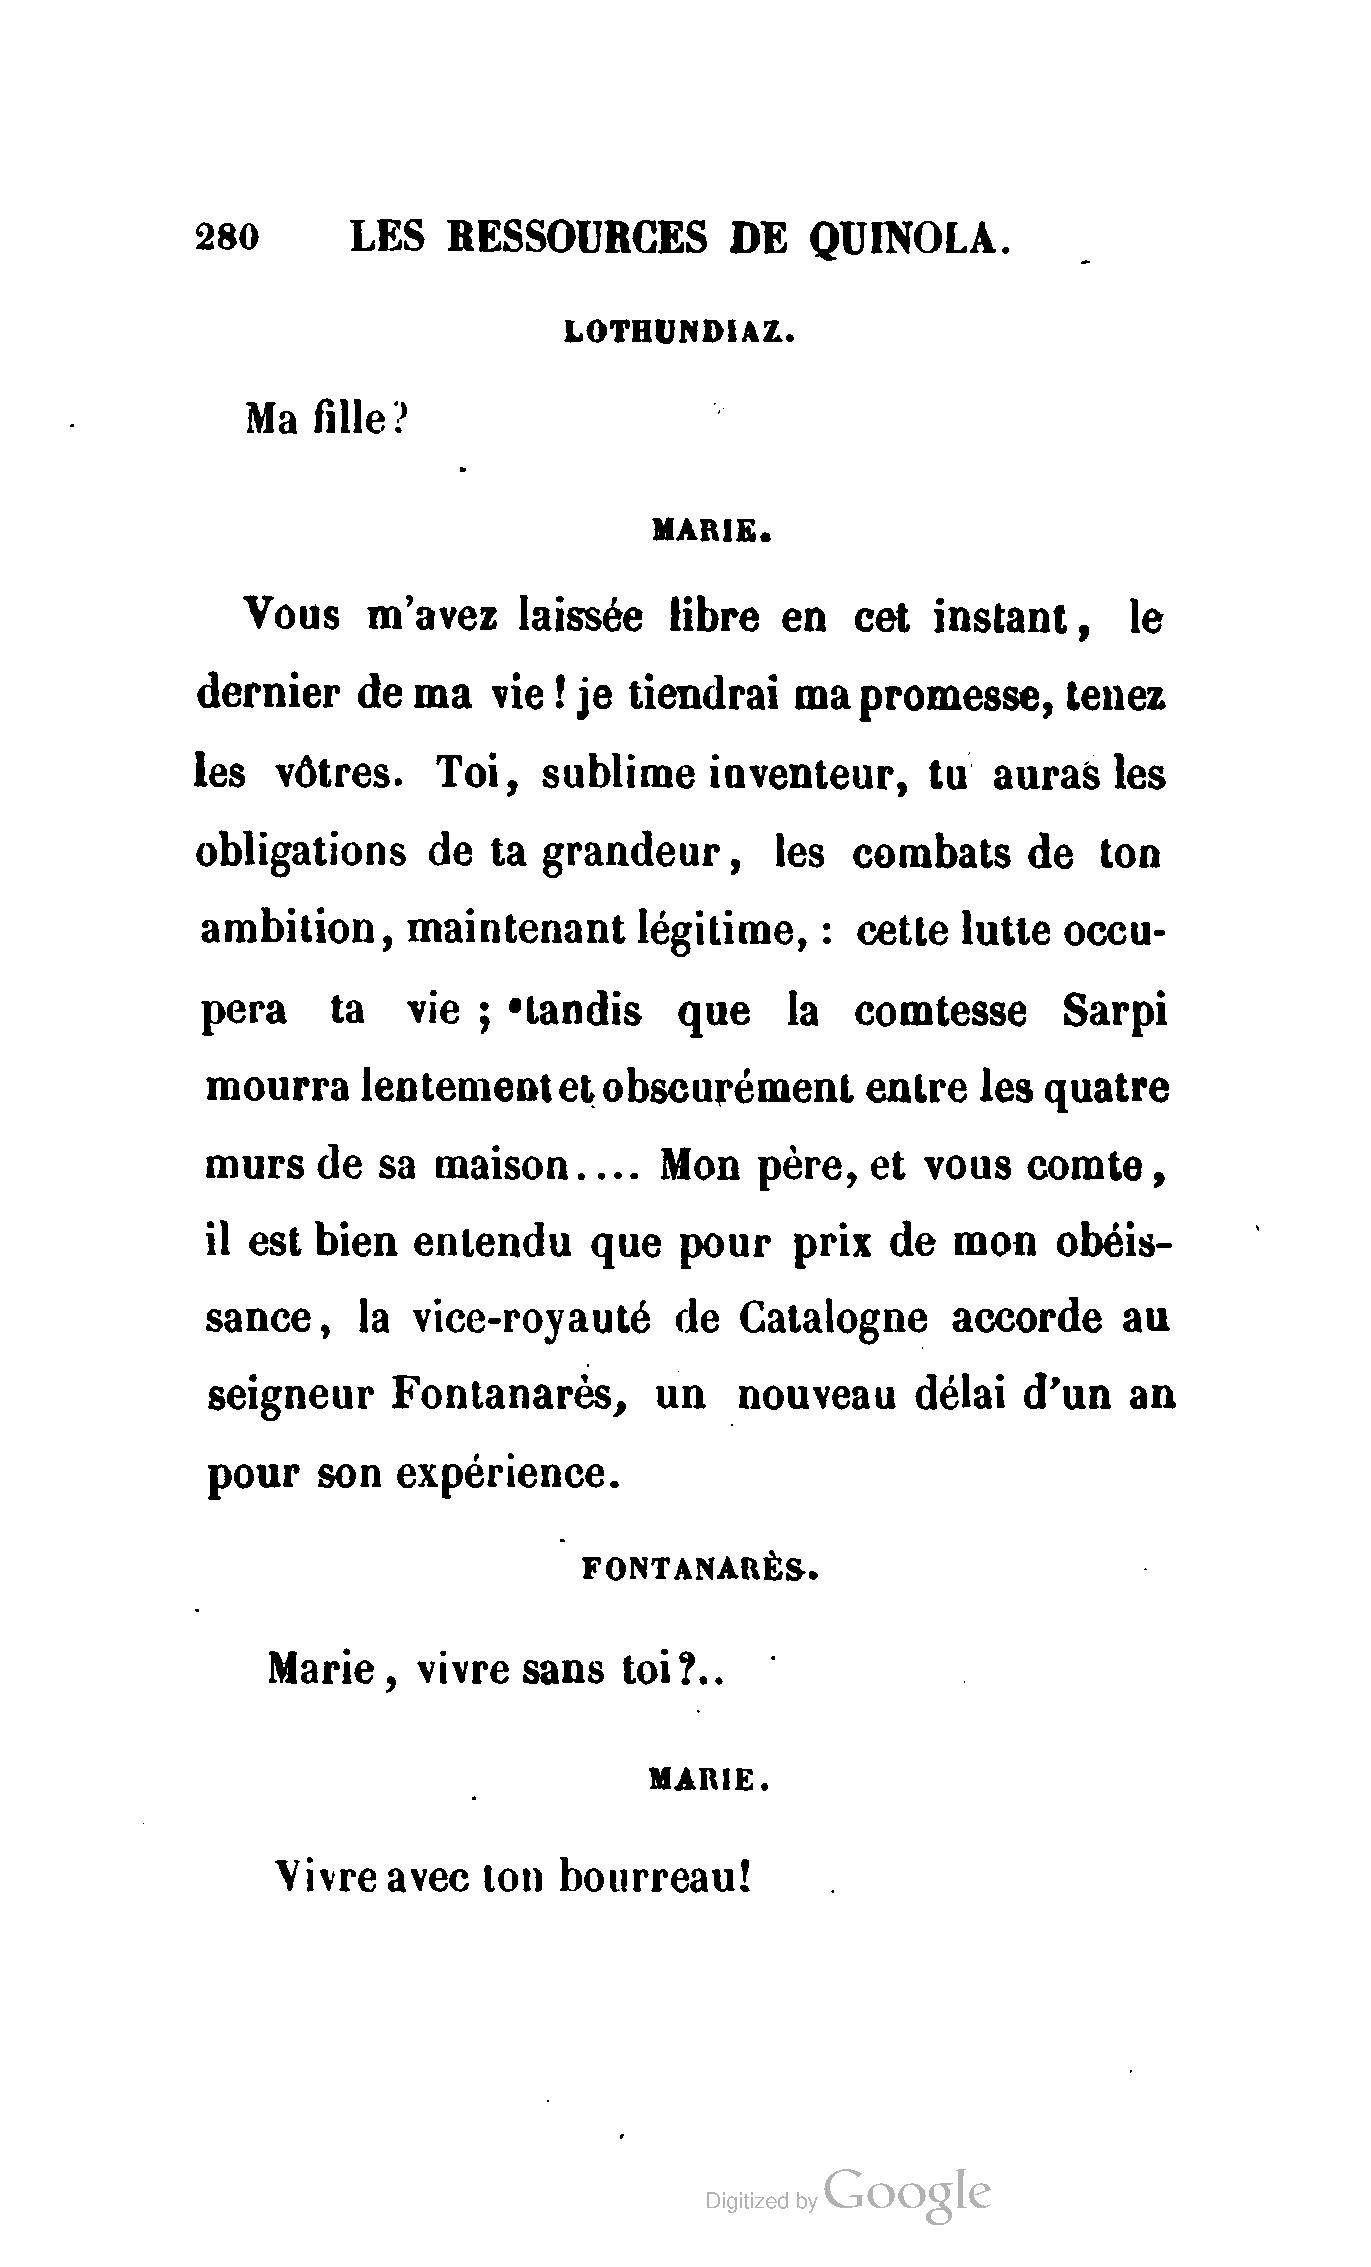 280 LES RESSOURCES DE QUINOLA.
LOTHUNDIAZ.
Ma fille?
MARIE.
Vous m'avez laissée libre en cet instant, le
dernier de ma vie! je tiendrai ma promesse, tenez
les vôtres. Toi, sublime inventeur, tu auras les
obligations de ta grandeur, les combats de ton
ambition, maintenant légitime, : cette lutte occu-
pera ta vie ; tandis que la comtesse Sarpi
mourra lentement et obscurément entre les quatre
murs de sa maison.... Mon père, et vous comte,
il est bien entendu que pour prix de mon obéis-
sance, la vice-royauté de Catalogne accorde au
seigneur Fontanarès, un nouveau délai d'un an
pour son expérience.
FONTANARÈS.
Marie, vivre sans toi?..
MARIE.
Vivre avec ton bourreau!
Digitized by Google